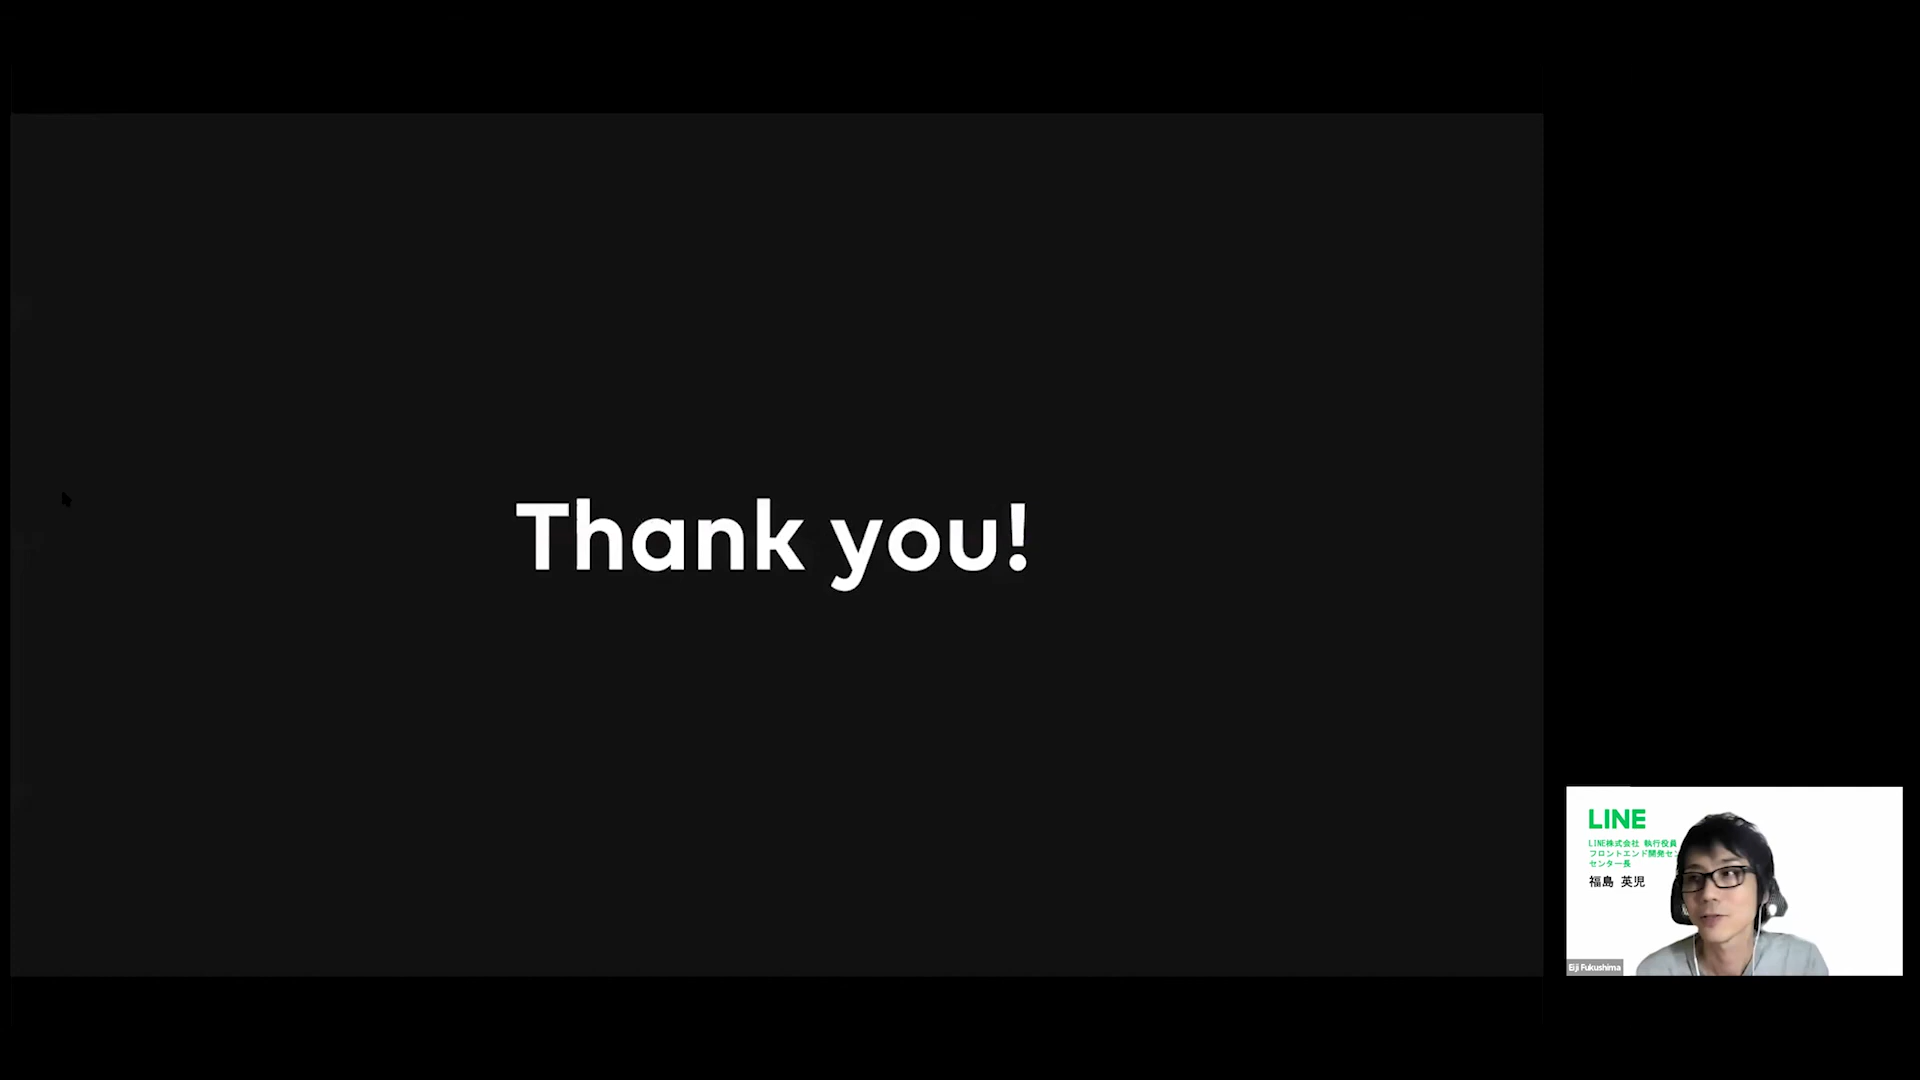 Thank you!
LINE
LINE株式会社 執行役員
フロントエンド開発セン
センター長
福島 英児
Eiji Fukushima